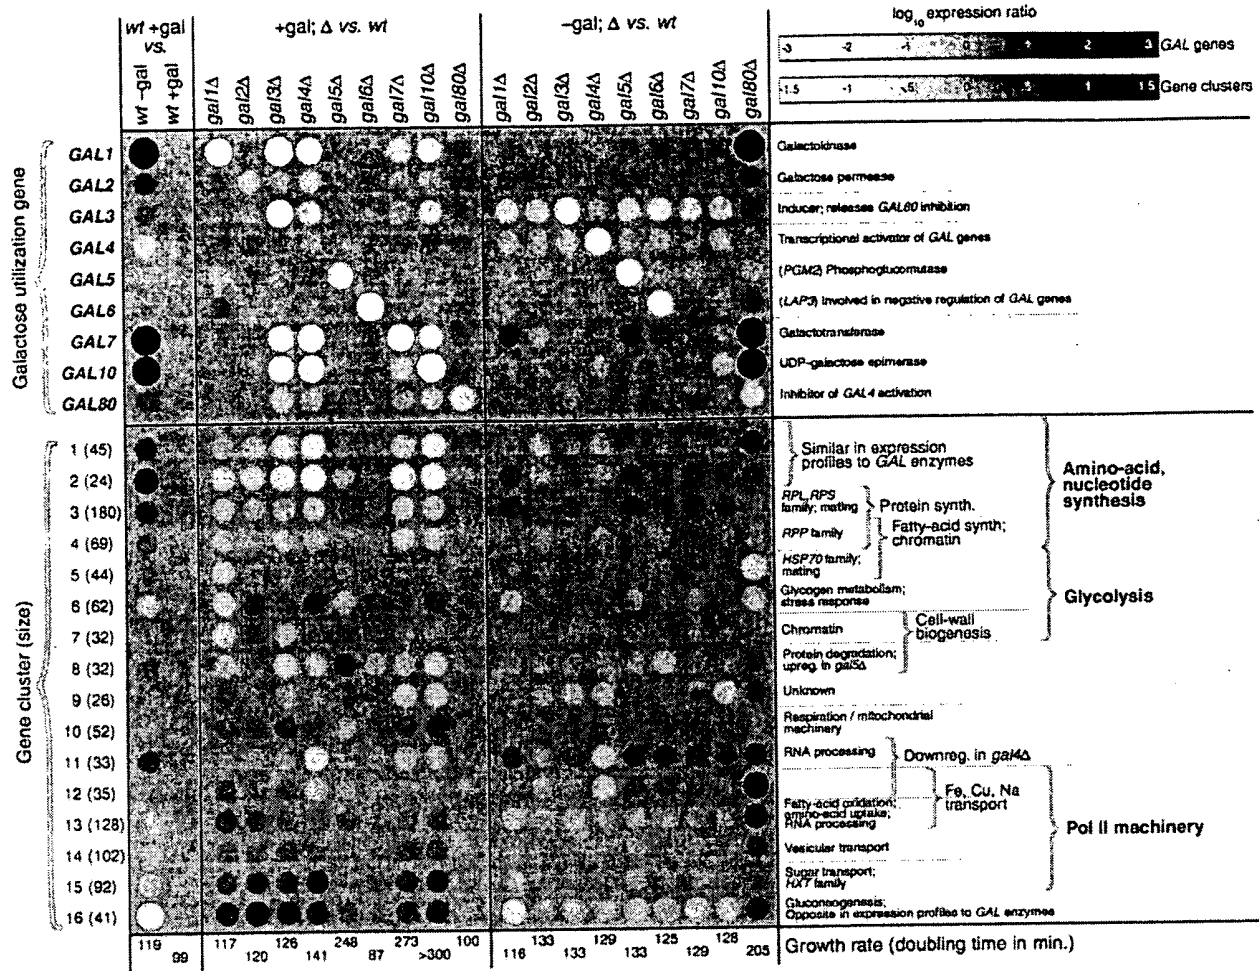 wt +gal
vs.
wt –gal
wt +gal
+gal; Δ vs. wt
gal1Δ
gal2Δ
gal3Δ
gal4Δ
gal5Δ
gal6Δ
gal7Δ
gal10Δ
gal80Δ
–gal; Δ vs. wt
gal1Δ
gal2Δ
gal3Δ
gal4Δ
gal5Δ
gal6Δ
gal7Δ
gal10Δ
gal80Δ
log10 expression ratio
-3 -2 -1 0 1 2 3 GAL genes
-1.5 -1 -.5 0 .5 1 1.5 Gene clusters
Galactose utilization gene
GAL1 Galactokinase
GAL2 Galactose permease
GAL3 Inducer; releases GAL80 inhibition
GAL4 Transcriptional activator of GAL genes
GAL5 (PGM2) Phosphoglucomutase
GAL6 (LAP3) Involved in negative regulation of GAL genes
GAL7 Galactotransferase
GAL10 UDP-galactose epimerase
GAL80 Inhibitor of GAL4 activation
Gene cluster (size)
1 (45)
2 (24)
3 (180)
4 (69)
5 (44)
6 (62)
7 (32)
8 (32)
9 (26)
10 (52)
11 (33)
12 (35)
13 (128)
14 (102)
15 (92)
16 (41)
Similar in expression
profiles to GAL enzymes
RPL,RPS
family; mating
Protein synth.
RPP family
Fatty-acid synth;
chromatin
HSP70 family;
mating
Glycogen metabolism;
stress response
Chromatin
Cell-wall
biogenesis
Protein degradation;
upreg. in gal5Δ
Unknown
Respiration / mitochondrial
machinery
RNA processing
Downreg. in gal4Δ
Fatty-acid oxidation;
amino-acid uptake;
RNA processing
Fe, Cu, Na
transport
Vesicular transport
Sugar transport;
HXT family
Gluconeogenesis;
Opposite in expression profiles to GAL enzymes
Amino-acid,
nucleotide
synthesis
Glycolysis
Pol II machinery
119 99 117 120 126 141 248 87 273 >300 100 116 133 133 129 133 125 129 128 205 Growth rate (doubling time in min.)